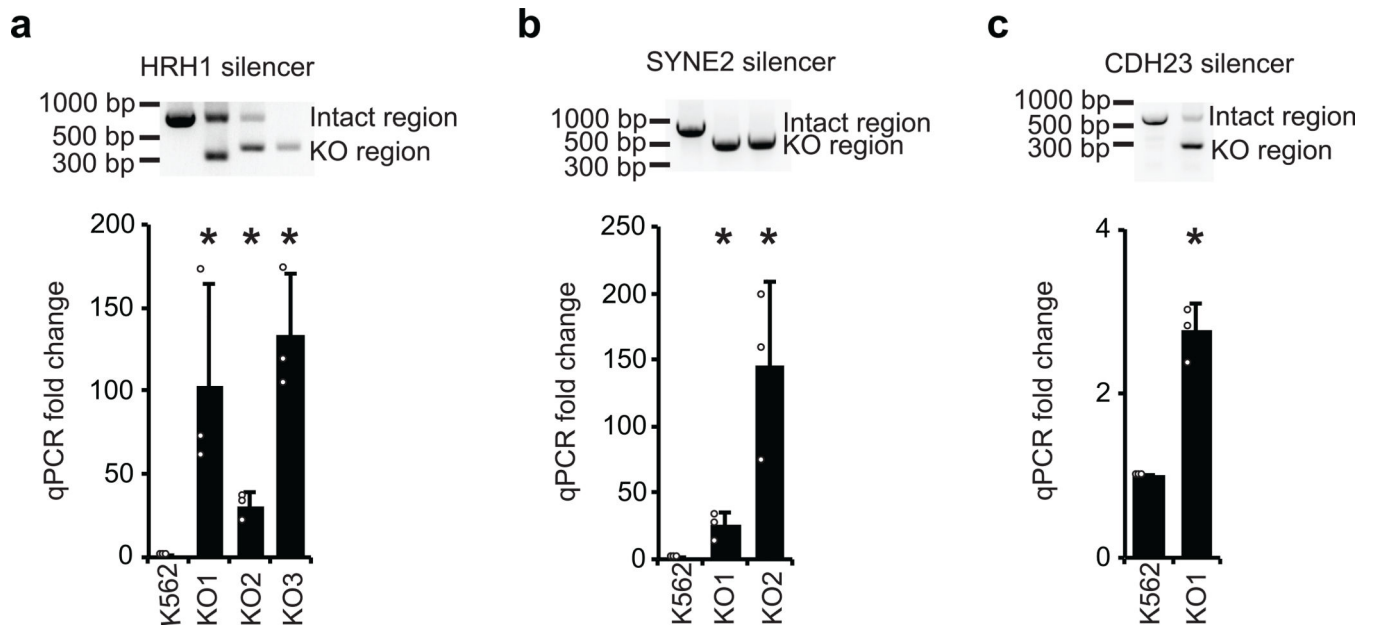 a
HRH1 silencer
1000 bp
500 bp
300 bp
Intact region
KO region
qPCR fold change
200
150
100
50
0
* * *
K562
KO1
KO2
KO3
b
SYNE2 silencer
1000 bp
500 bp
300 bp
Intact region
KO region
qPCR fold change
250
200
150
100
50
0
* *
K562
KO1
KO2
c
CDH23 silencer
1000 bp
500 bp
300 bp
Intact region
KO region
qPCR fold change
4
2
0
*
K562
KO1